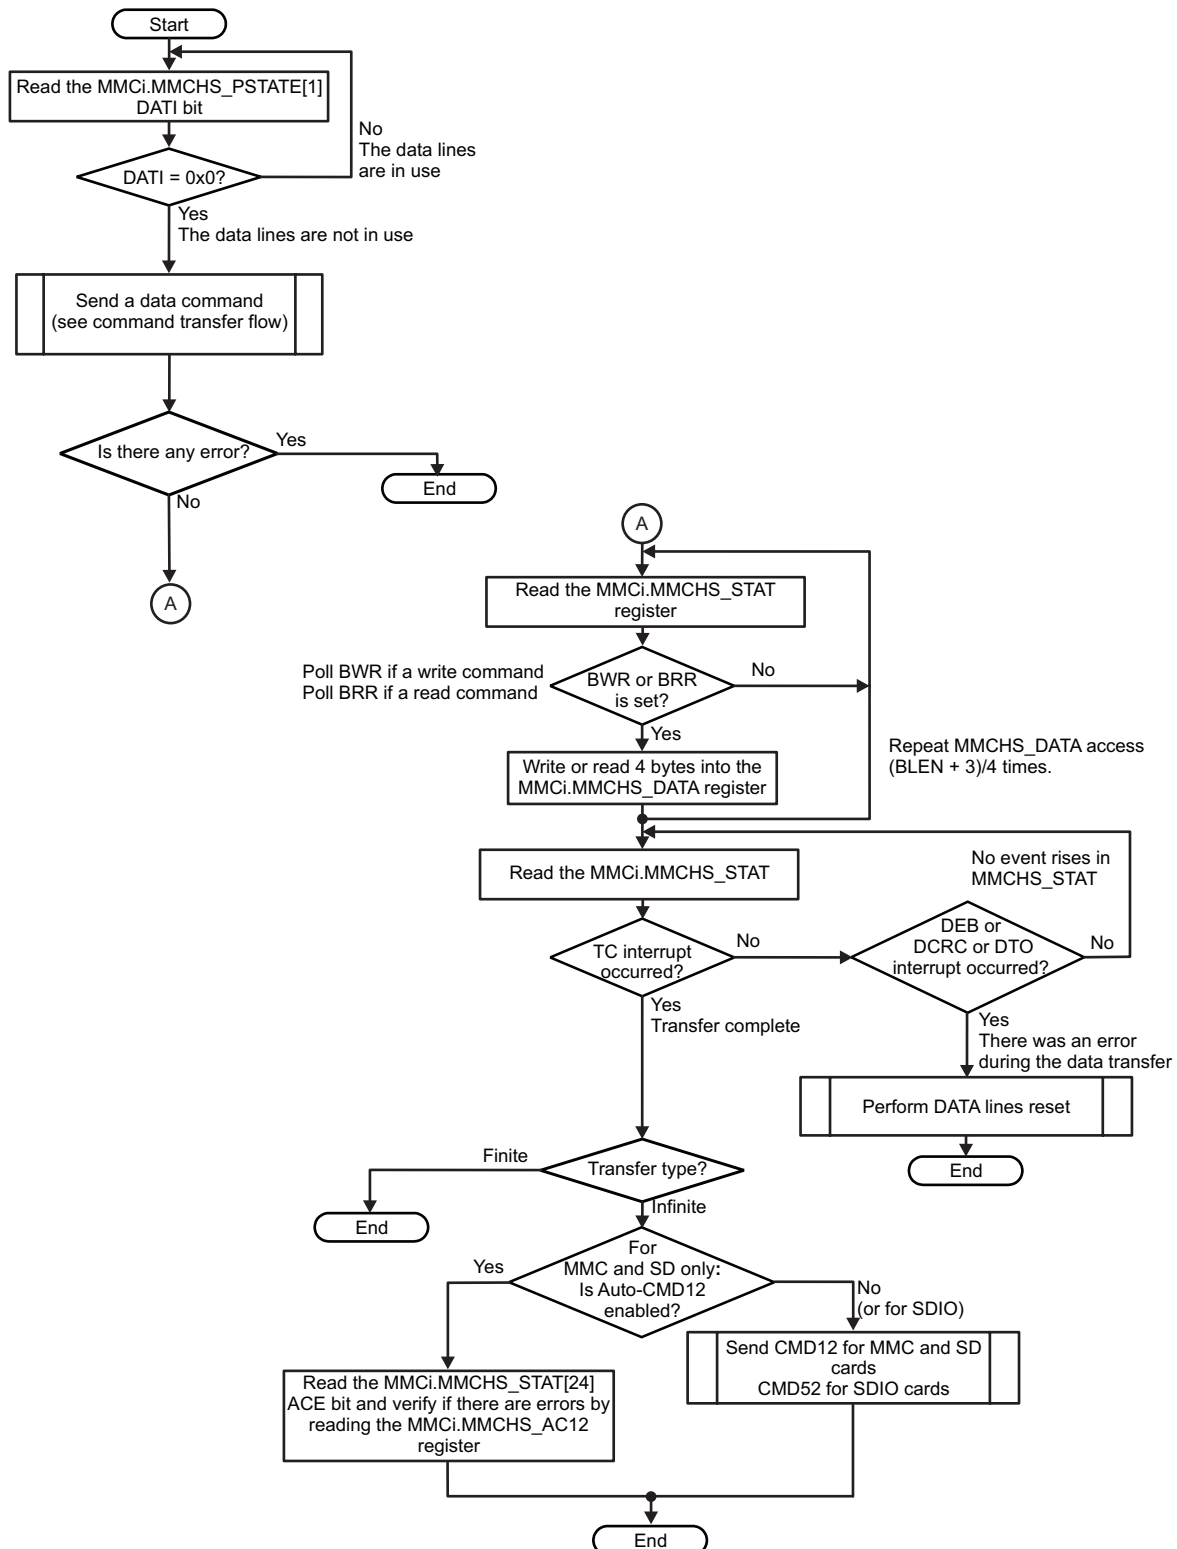 Start
Read the MMCi.MMCHS_PSTATE[1]
DATI bit
No
The data lines
are in use
DATI = 0x0?
Yes
The data lines are not in use
Send a data command
(see command transfer flow)
Is there any error?
Yes
End
No
A
A
Read the MMCi.MMCHS_STAT
register
Poll BWR if a write command
Poll BRR if a read command
BWR or BRR
is set?
No
Yes
Write or read 4 bytes into the
MMCi.MMCHS_DATA register
Repeat MMCHS_DATA access
(BLEN + 3)/4 times.
Read the MMCi.MMCHS_STAT
No event rises in
MMCHS_STAT
TC interrupt
occurred?
No
DEB or
DCRC or DTO
interrupt occurred?
No
Yes
Transfer complete
Yes
There was an error
during the data transfer
Perform DATA lines reset
End
Transfer type?
Finite
End
Infinite
For
MMC and SD only:
Is Auto-CMD12
enabled?
Yes
No
(or for SDIO)
Send CMD12 for MMC and SD
cards
CMD52 for SDIO cards
Read the MMCi.MMCHS_STAT[24]
ACE bit and verify if there are errors by
reading the MMCi.MMCHS_AC12
register
End